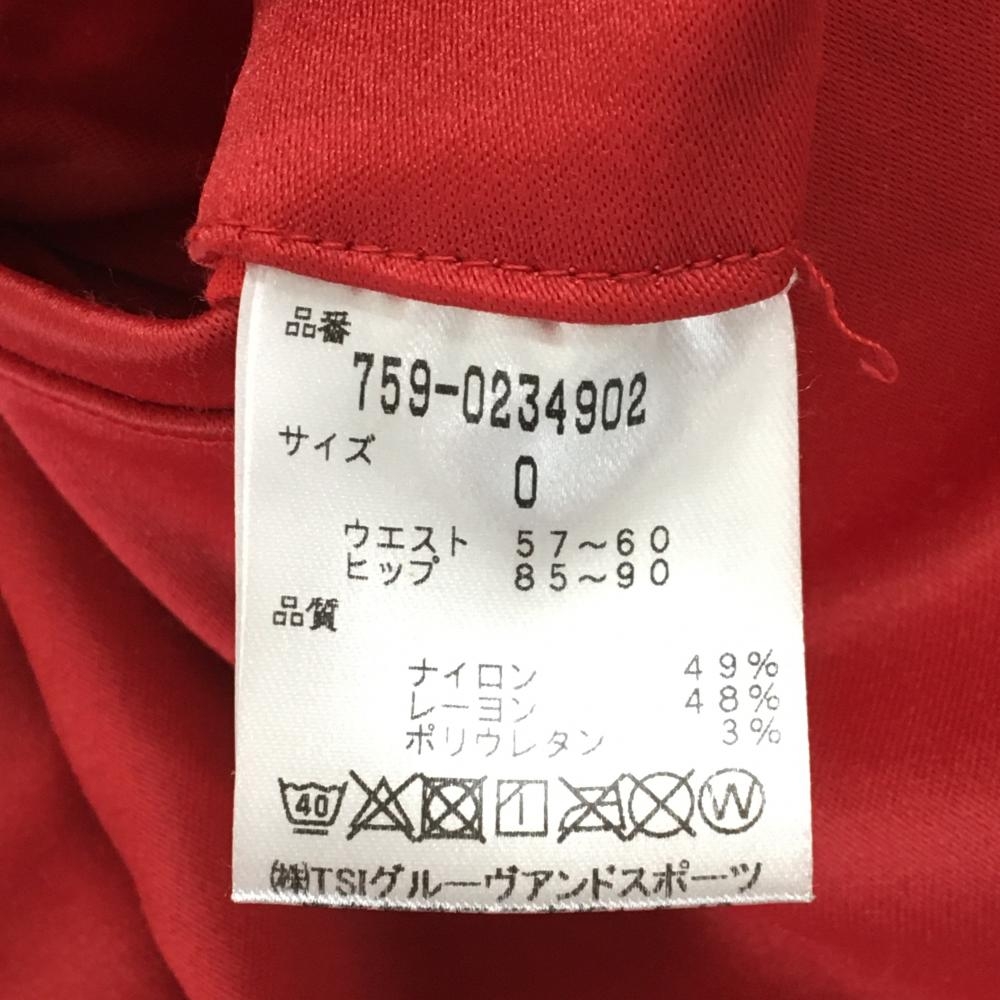 品番
759-0234902
サイズ
0
ウエスト 57～60
ヒップ 85～90
品質
ナイロン 49%
レーヨン 48%
ポリウレタン 3%
40 W
㈱TSIグルーヴアンドスポーツ